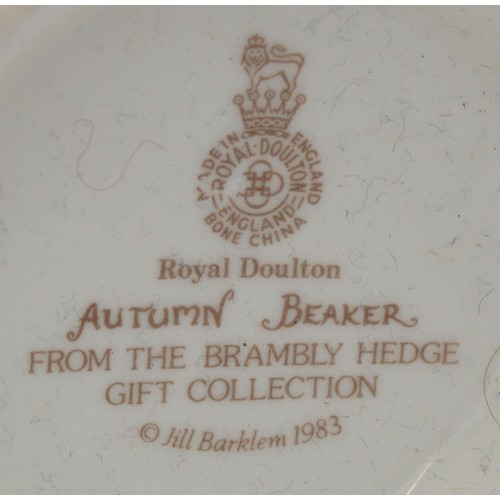 MADE IN ENGLAND
ROYAL·DOULTON
ENGLAND
BONE CHINA
Royal Doulton
AUTUMN BEAKER
FROM THE BRAMBLY HEDGE
GIFT COLLECTION
© Jill Barklem 1983